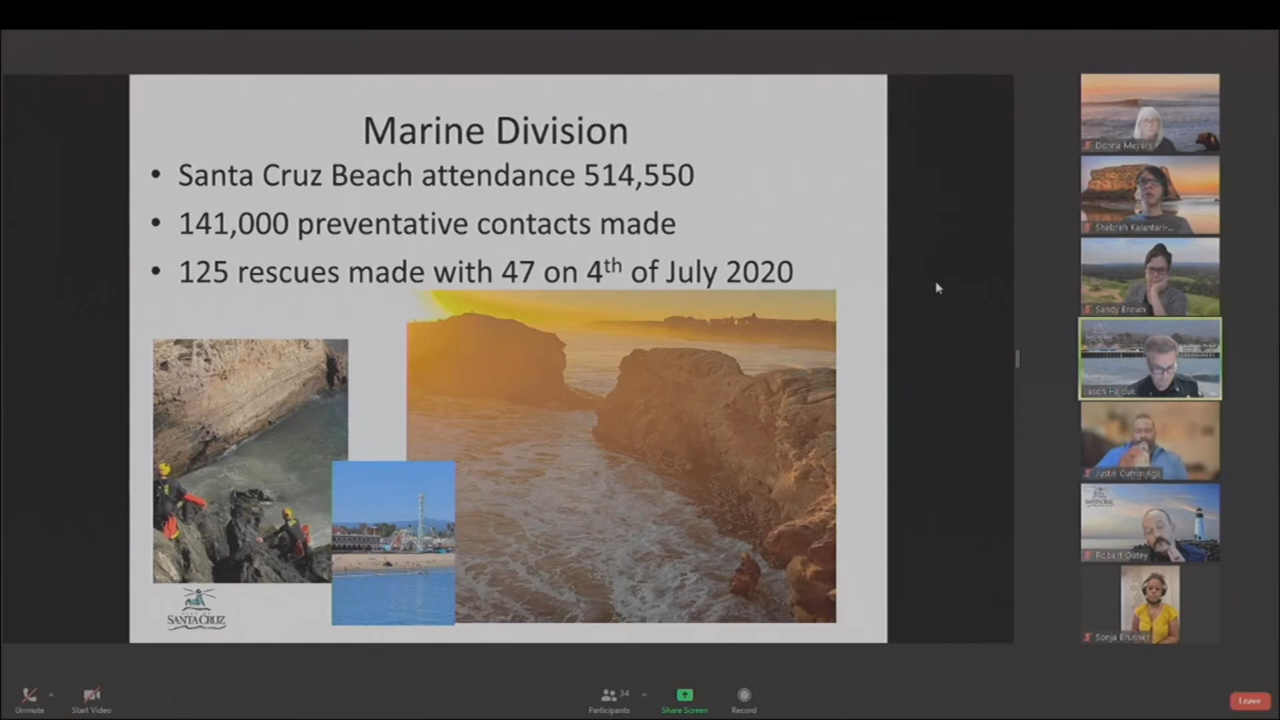 Marine Division
• Santa Cruz Beach attendance 514,550
• 141,000 preventative contacts made
• 125 rescues made with 47 on 4th of July 2020
SANTA CRUZ
Donna Meyers
Shebreh Kalantari-...
Sandy Brown
Jason Hajduk
Justin Cummings
Robert Oatey
Sonja Brunner
Unmute
Start Video
34
Participants
Share Screen
Record
Leave